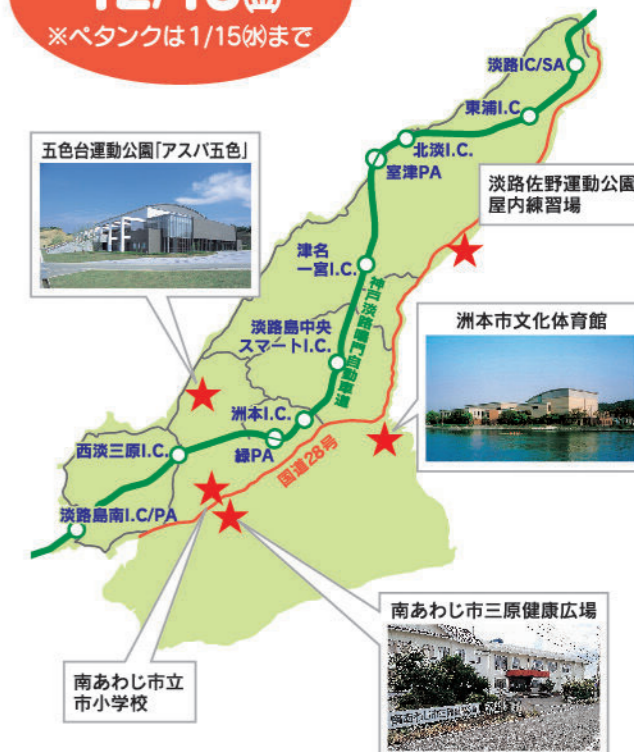 ※ペタンクは1/15㈬まで
淡路IC/SA
東浦I.C.
北淡I.C.
室津PA
五色台運動公園「アスパ五色」
淡路佐野運動公園
屋内練習場
津名
一宮I.C.
神戸淡路鳴門自動車道
淡路島中央
スマートI.C.
洲本市文化体育館
洲本I.C.
緑PA
西淡三原I.C.
国道28号
淡路島南I.C/PA
南あわじ市三原健康広場
南あわじ市立
市小学校